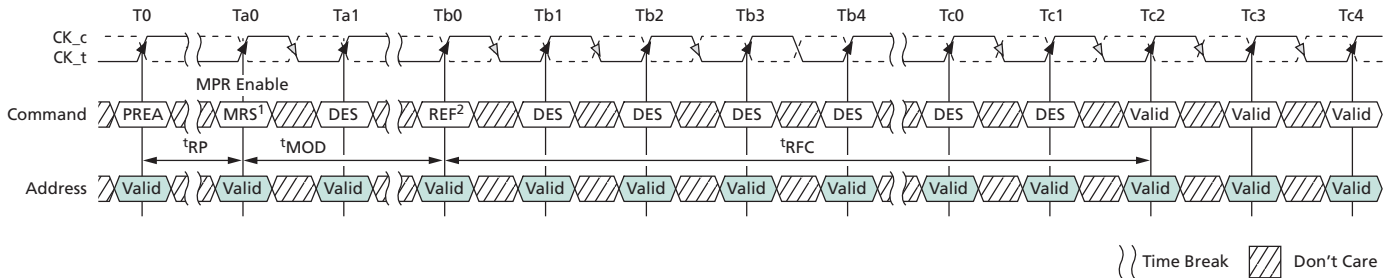 T0 Ta0 Ta1 Tb0 Tb1 Tb2 Tb3 Tb4 Tc0 Tc1 Tc2 Tc3 Tc4
CK_c
CK_t
MPR Enable
Command PREA MRS¹ DES REF² DES DES DES DES DES DES Valid Valid Valid
tRP tMOD tRFC
Address Valid Valid Valid Valid Valid Valid Valid Valid Valid Valid Valid Valid Valid
Time Break Don't Care